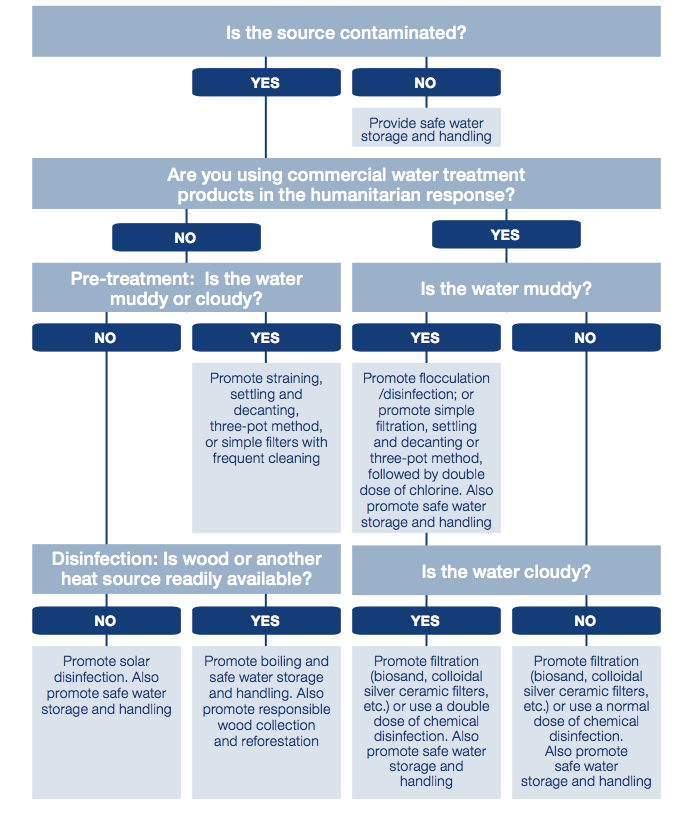 Is the source contaminated?
YES
NO
Provide safe water
storage and handling
Are you using commercial water treatment
products in the humanitarian response?
NO
YES
Pre-treatment: Is the water
muddy or cloudy?
Is the water muddy?
NO
YES
YES
NO
Promote straining,
settling and
decanting,
three-pot method,
or simple filters with
frequent cleaning
Promote flocculation
/disinfection; or
promote simple
filtration, settling
and decanting or
three-pot method,
followed by double
dose of chlorine. Also
promote safe water
storage and handling
Disinfection: Is wood or another
heat source readily available?
Is the water cloudy?
NO
YES
YES
NO
Promote solar
disinfection. Also
promote safe water
storage and handling
Promote boiling and
safe water storage
and handling. Also
promote responsible
wood collection
and reforestation
Promote filtration
(biosand, colloidal
silver ceramic filters,
etc.) or use a double
dose of chemical
disinfection. Also
promote safe water
storage and
handling
Promote filtration
(biosand, colloidal
silver ceramic filters,
etc.) or use a normal
dose of chemical
disinfection.
Also promote
safe water
storage and handling